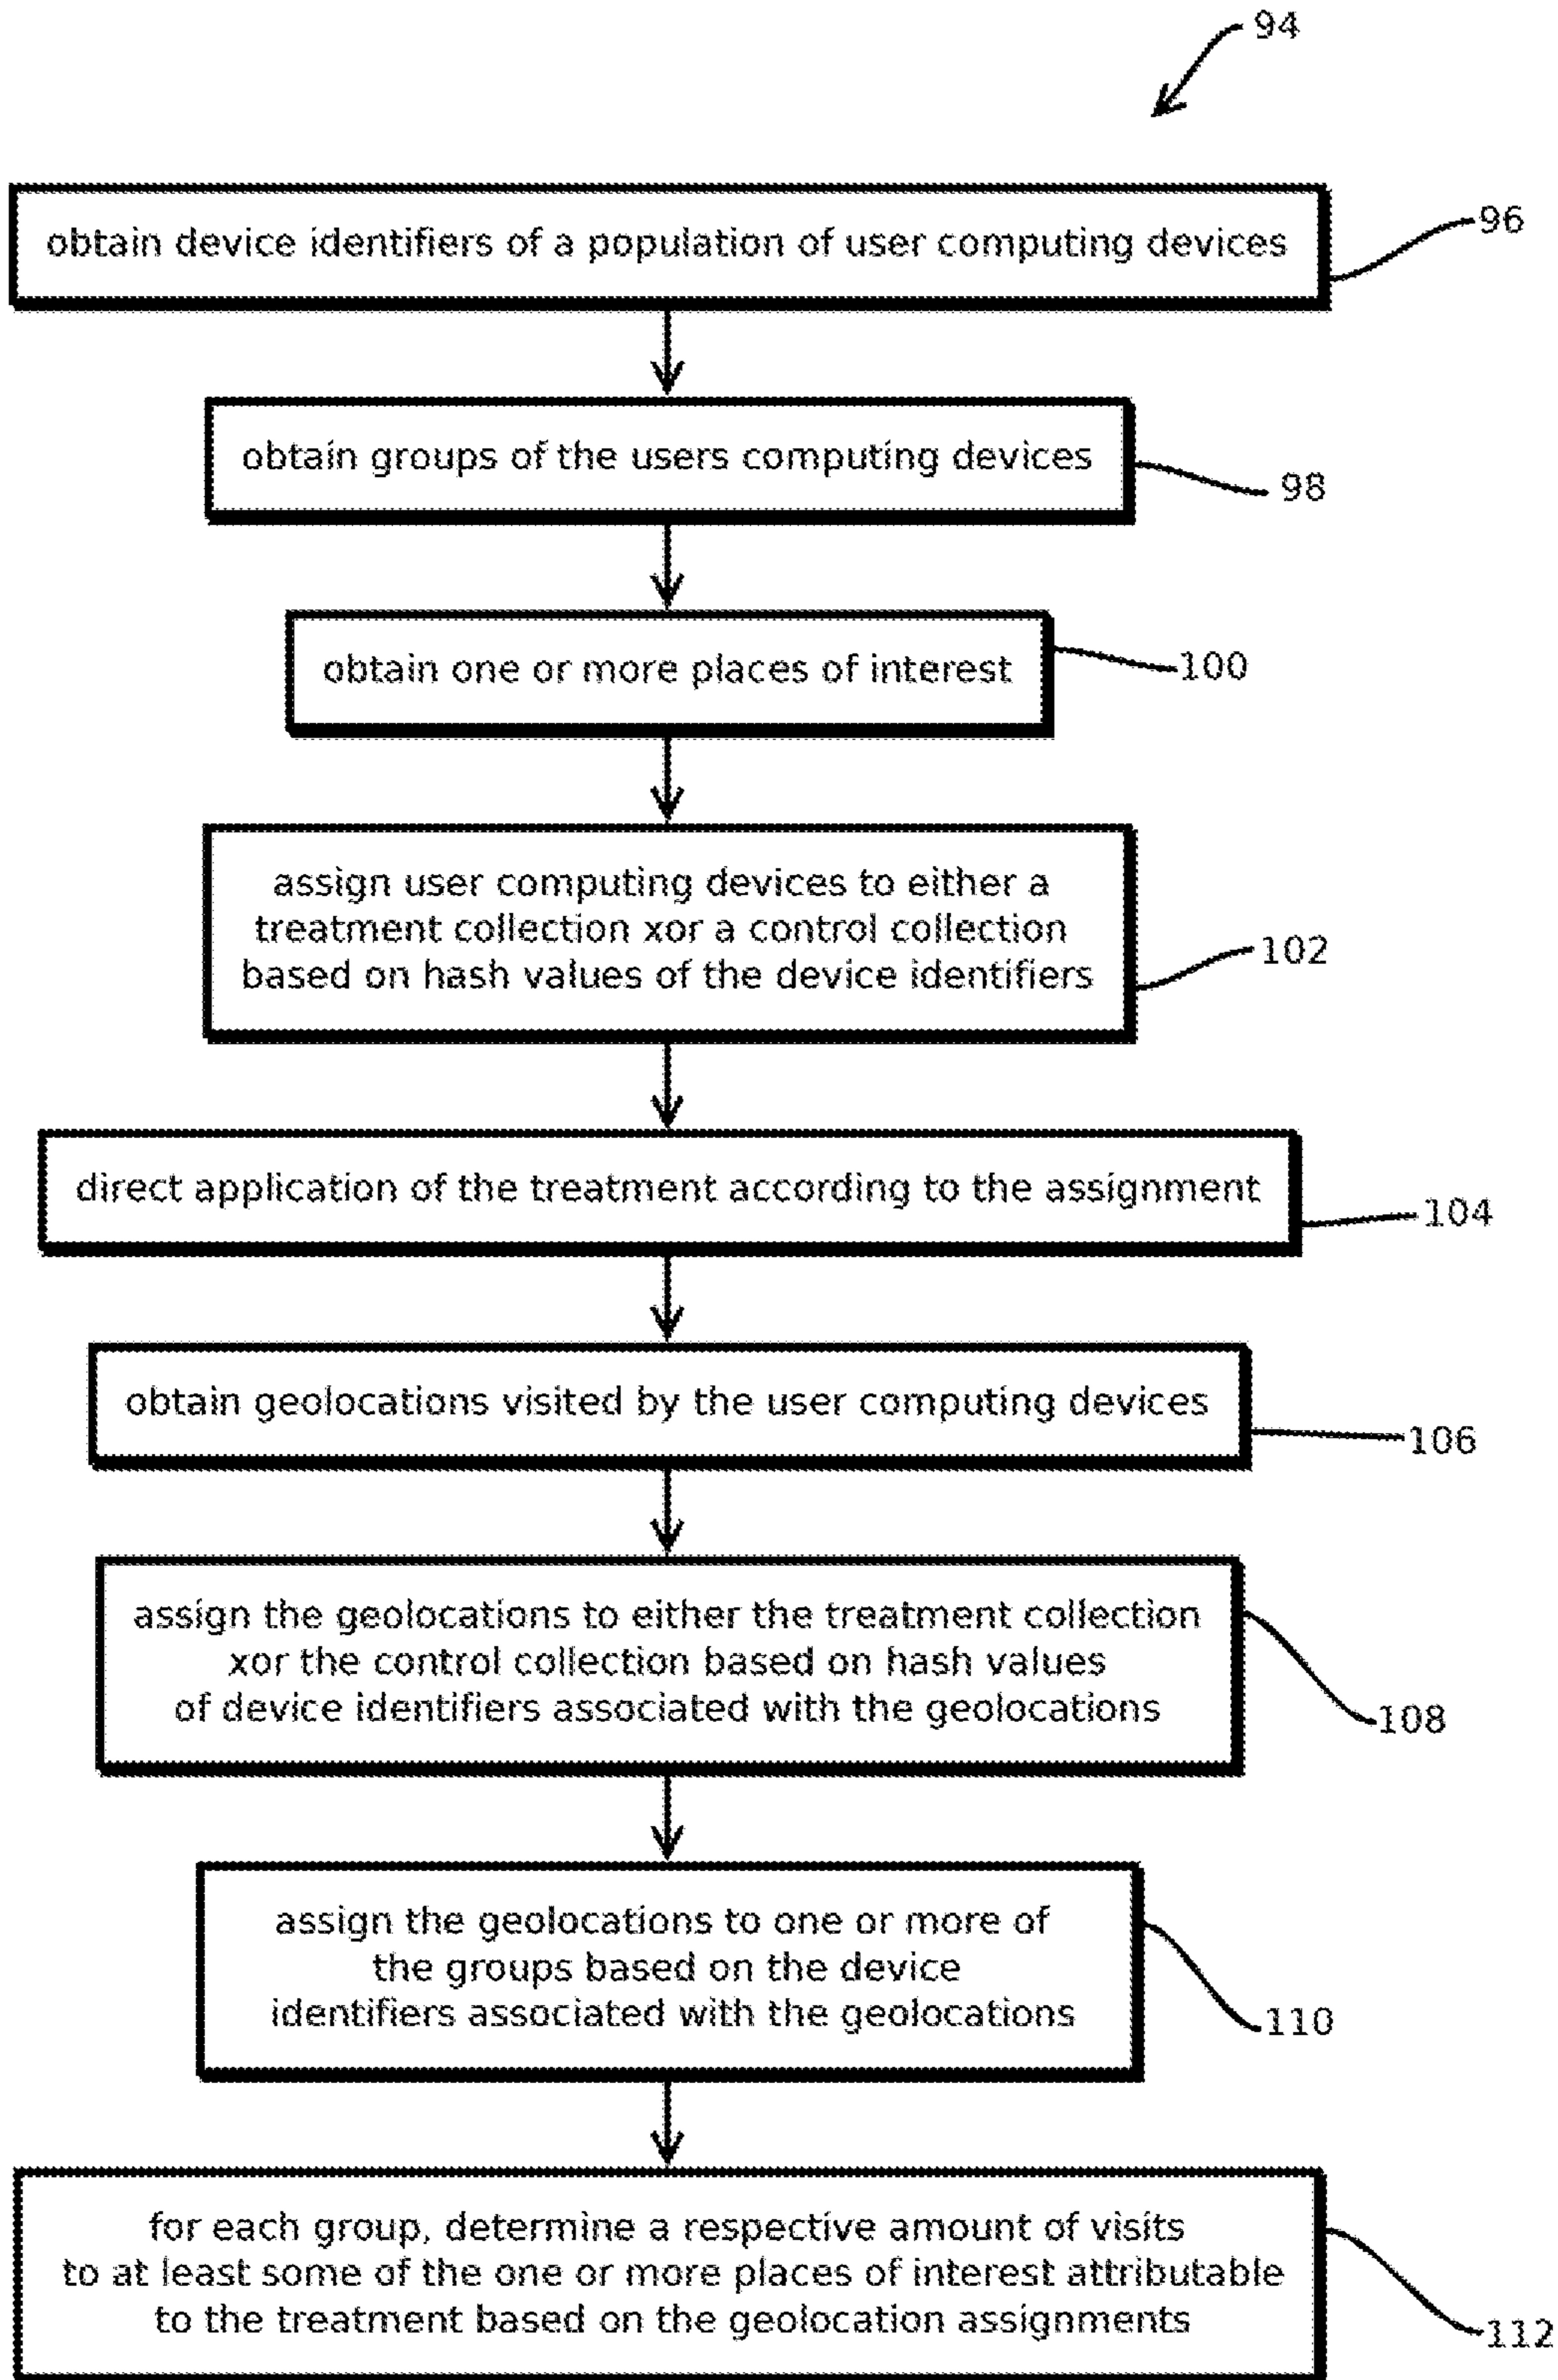 94
obtain device identifiers of a population of user computing devices
96
obtain groups of the users computing devices
98
obtain one or more places of interest
100
assign user computing devices to either a
treatment collection xor a control collection
based on hash values of the device identifiers
102
direct application of the treatment according to the assignment
104
obtain geolocations visited by the user computing devices
106
assign the geolocations to either the treatment collection
xor the control collection based on hash values
of device identifiers associated with the geolocations
108
assign the geolocations to one or more of
the groups based on the device
identifiers associated with the geolocations
110
for each group, determine a respective amount of visits
to at least some of the one or more places of interest attributable
to the treatment based on the geolocation assignments
112